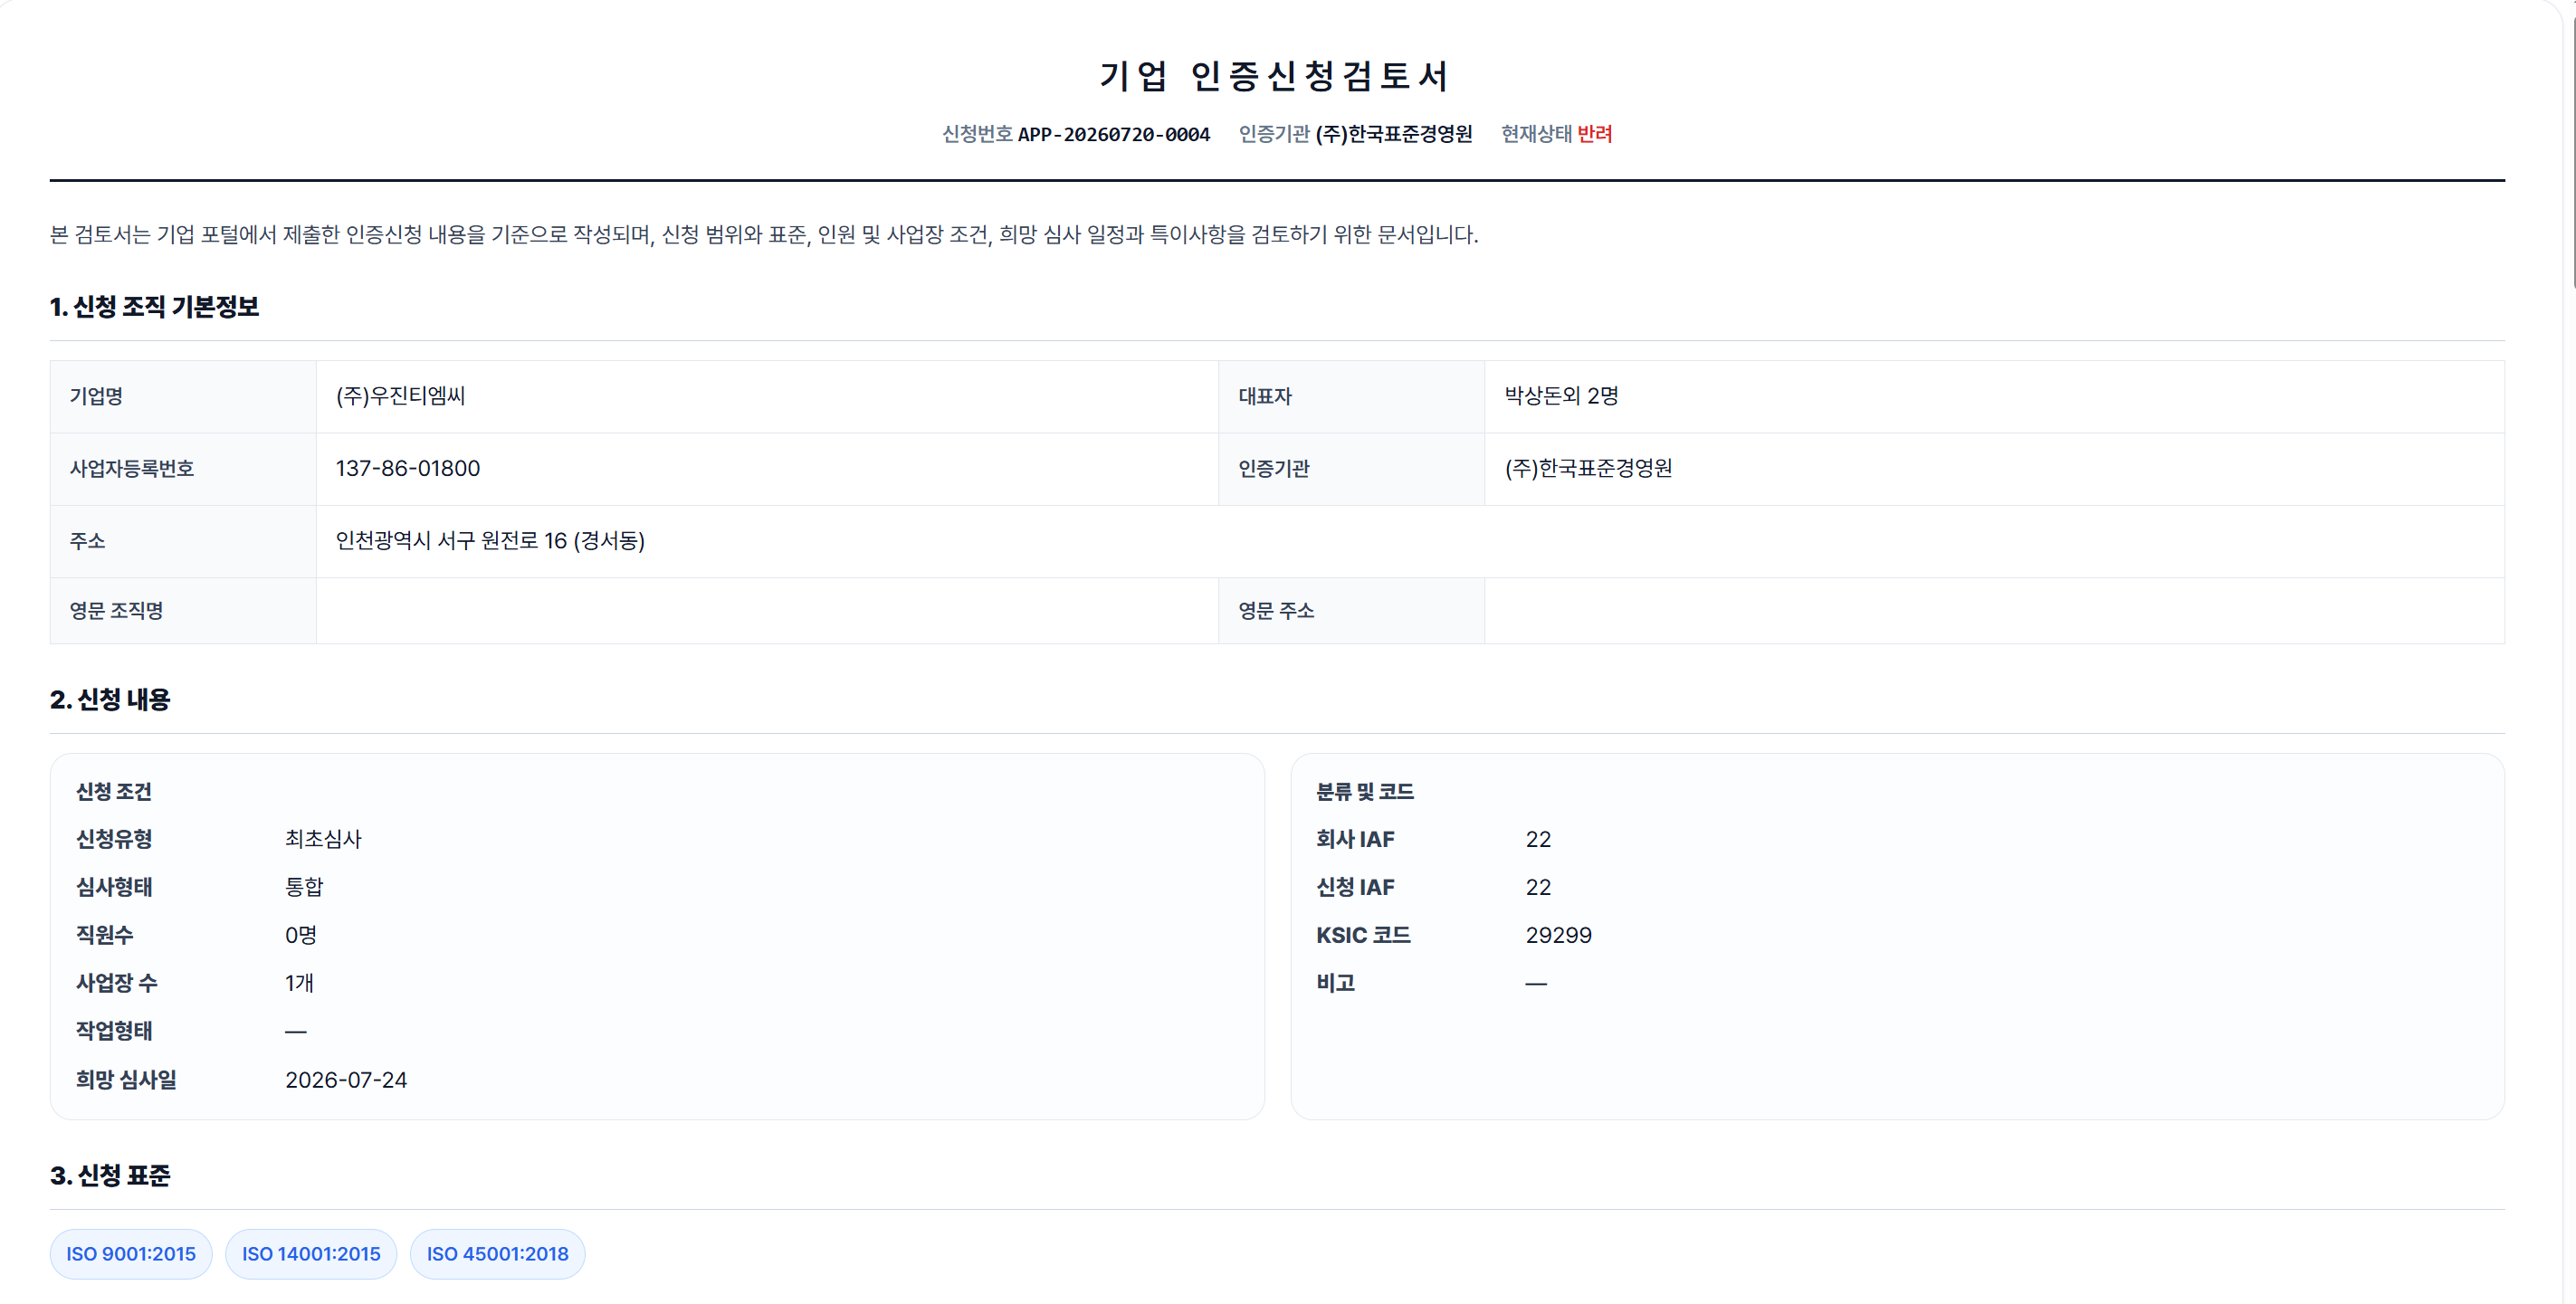 기업 인증신청검토서
신청번호 APP-20260720-0004 인증기관 (주)한국표준경영원 현재상태 반려
본 검토서는 기업 포털에서 제출한 인증신청 내용을 기준으로 작성되며, 신청 범위와 표준, 인원 및 사업장 조건, 희망 심사 일정과 특이사항을 검토하기 위한 문서입니다.
1. 신청 조직 기본정보
기업명 (주)우진티엠씨 대표자 박상돈외 2명
사업자등록번호 137-86-01800 인증기관 (주)한국표준경영원
주소 인천광역시 서구 원전로 16 (경서동)
영문 조직명 영문 주소
2. 신청 내용
신청 조건
신청유형 최초심사
심사형태 통합
직원수 0명
사업장 수 1개
작업형태 —
희망 심사일 2026-07-24
분류 및 코드
회사 IAF 22
신청 IAF 22
KSIC 코드 29299
비고 —
3. 신청 표준
ISO 9001:2015 ISO 14001:2015 ISO 45001:2018